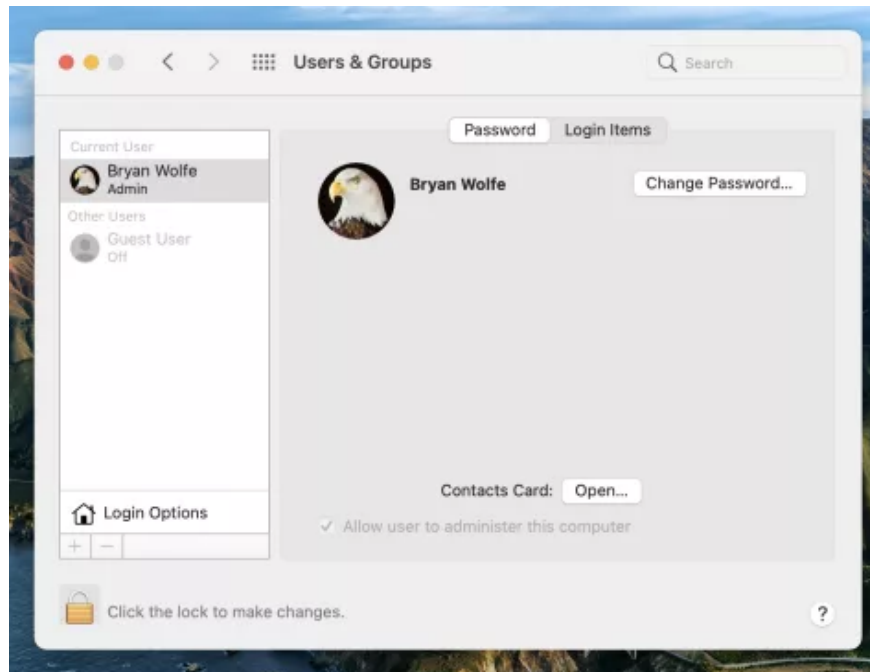 Users & Groups
Search
Password
Login Items
Current User
Bryan Wolfe
Admin
Other Users
Guest User
Off
Bryan Wolfe
Change Password...
Contacts Card:
Open...
Allow user to administer this computer
Login Options
+ −
Click the lock to make changes.
?